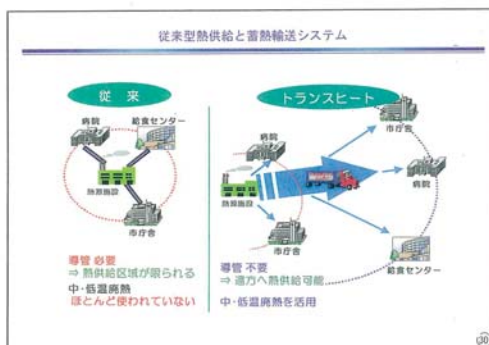 従来型熱供給と蓄熱輸送システム
従来
病院
給食センター
熱源施設
市庁舎
導管 必要
⇒ 熱供給区域が限られる
中・低温廃熱
ほとんど使われていない
トランスヒート
市庁舎
病院
病院
熱源施設
市庁舎
給食センター
導管 不要
⇒ 遠方へ熱供給可能
中・低温廃熱を活用